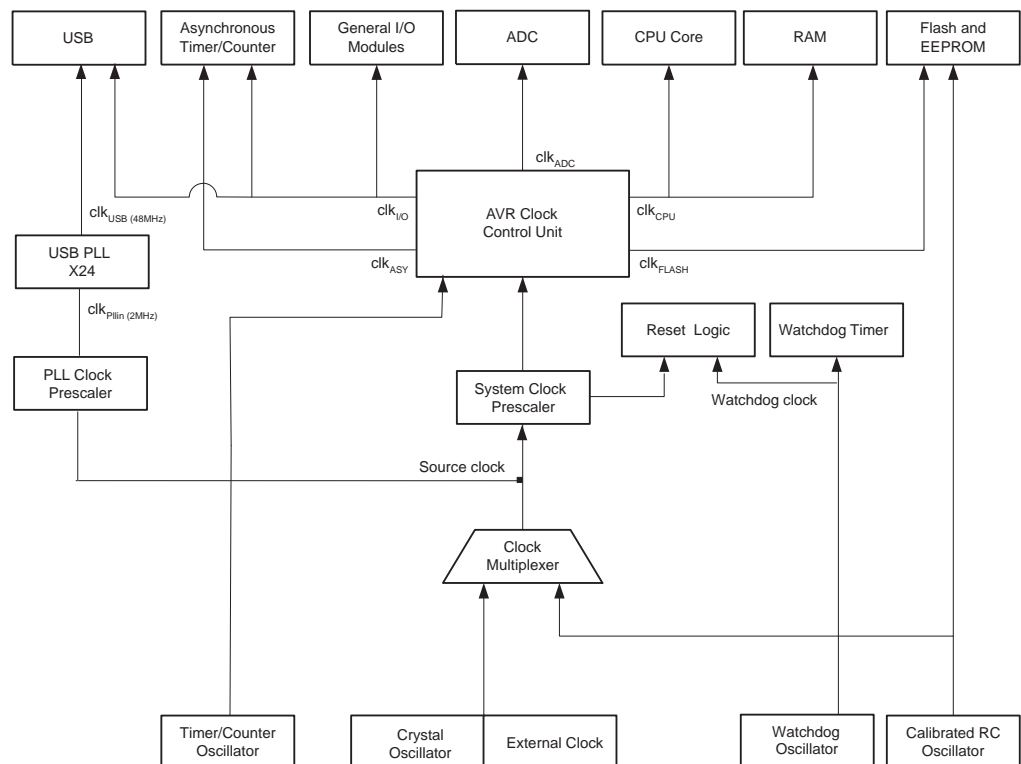 USB
Asynchronous
Timer/Counter
General I/O
Modules
ADC
CPU Core
RAM
Flash and
EEPROM
clkADC
clkI/O
AVR Clock
Control Unit
clkCPU
clkUSB (48MHz)
clkASY
clkFLASH
USB PLL
X24
clkPllin (2MHz)
Reset Logic
Watchdog Timer
PLL Clock
Prescaler
System Clock
Prescaler
Watchdog clock
Source clock
Clock
Multiplexer
Timer/Counter
Oscillator
Crystal
Oscillator
External Clock
Watchdog
Oscillator
Calibrated RC
Oscillator